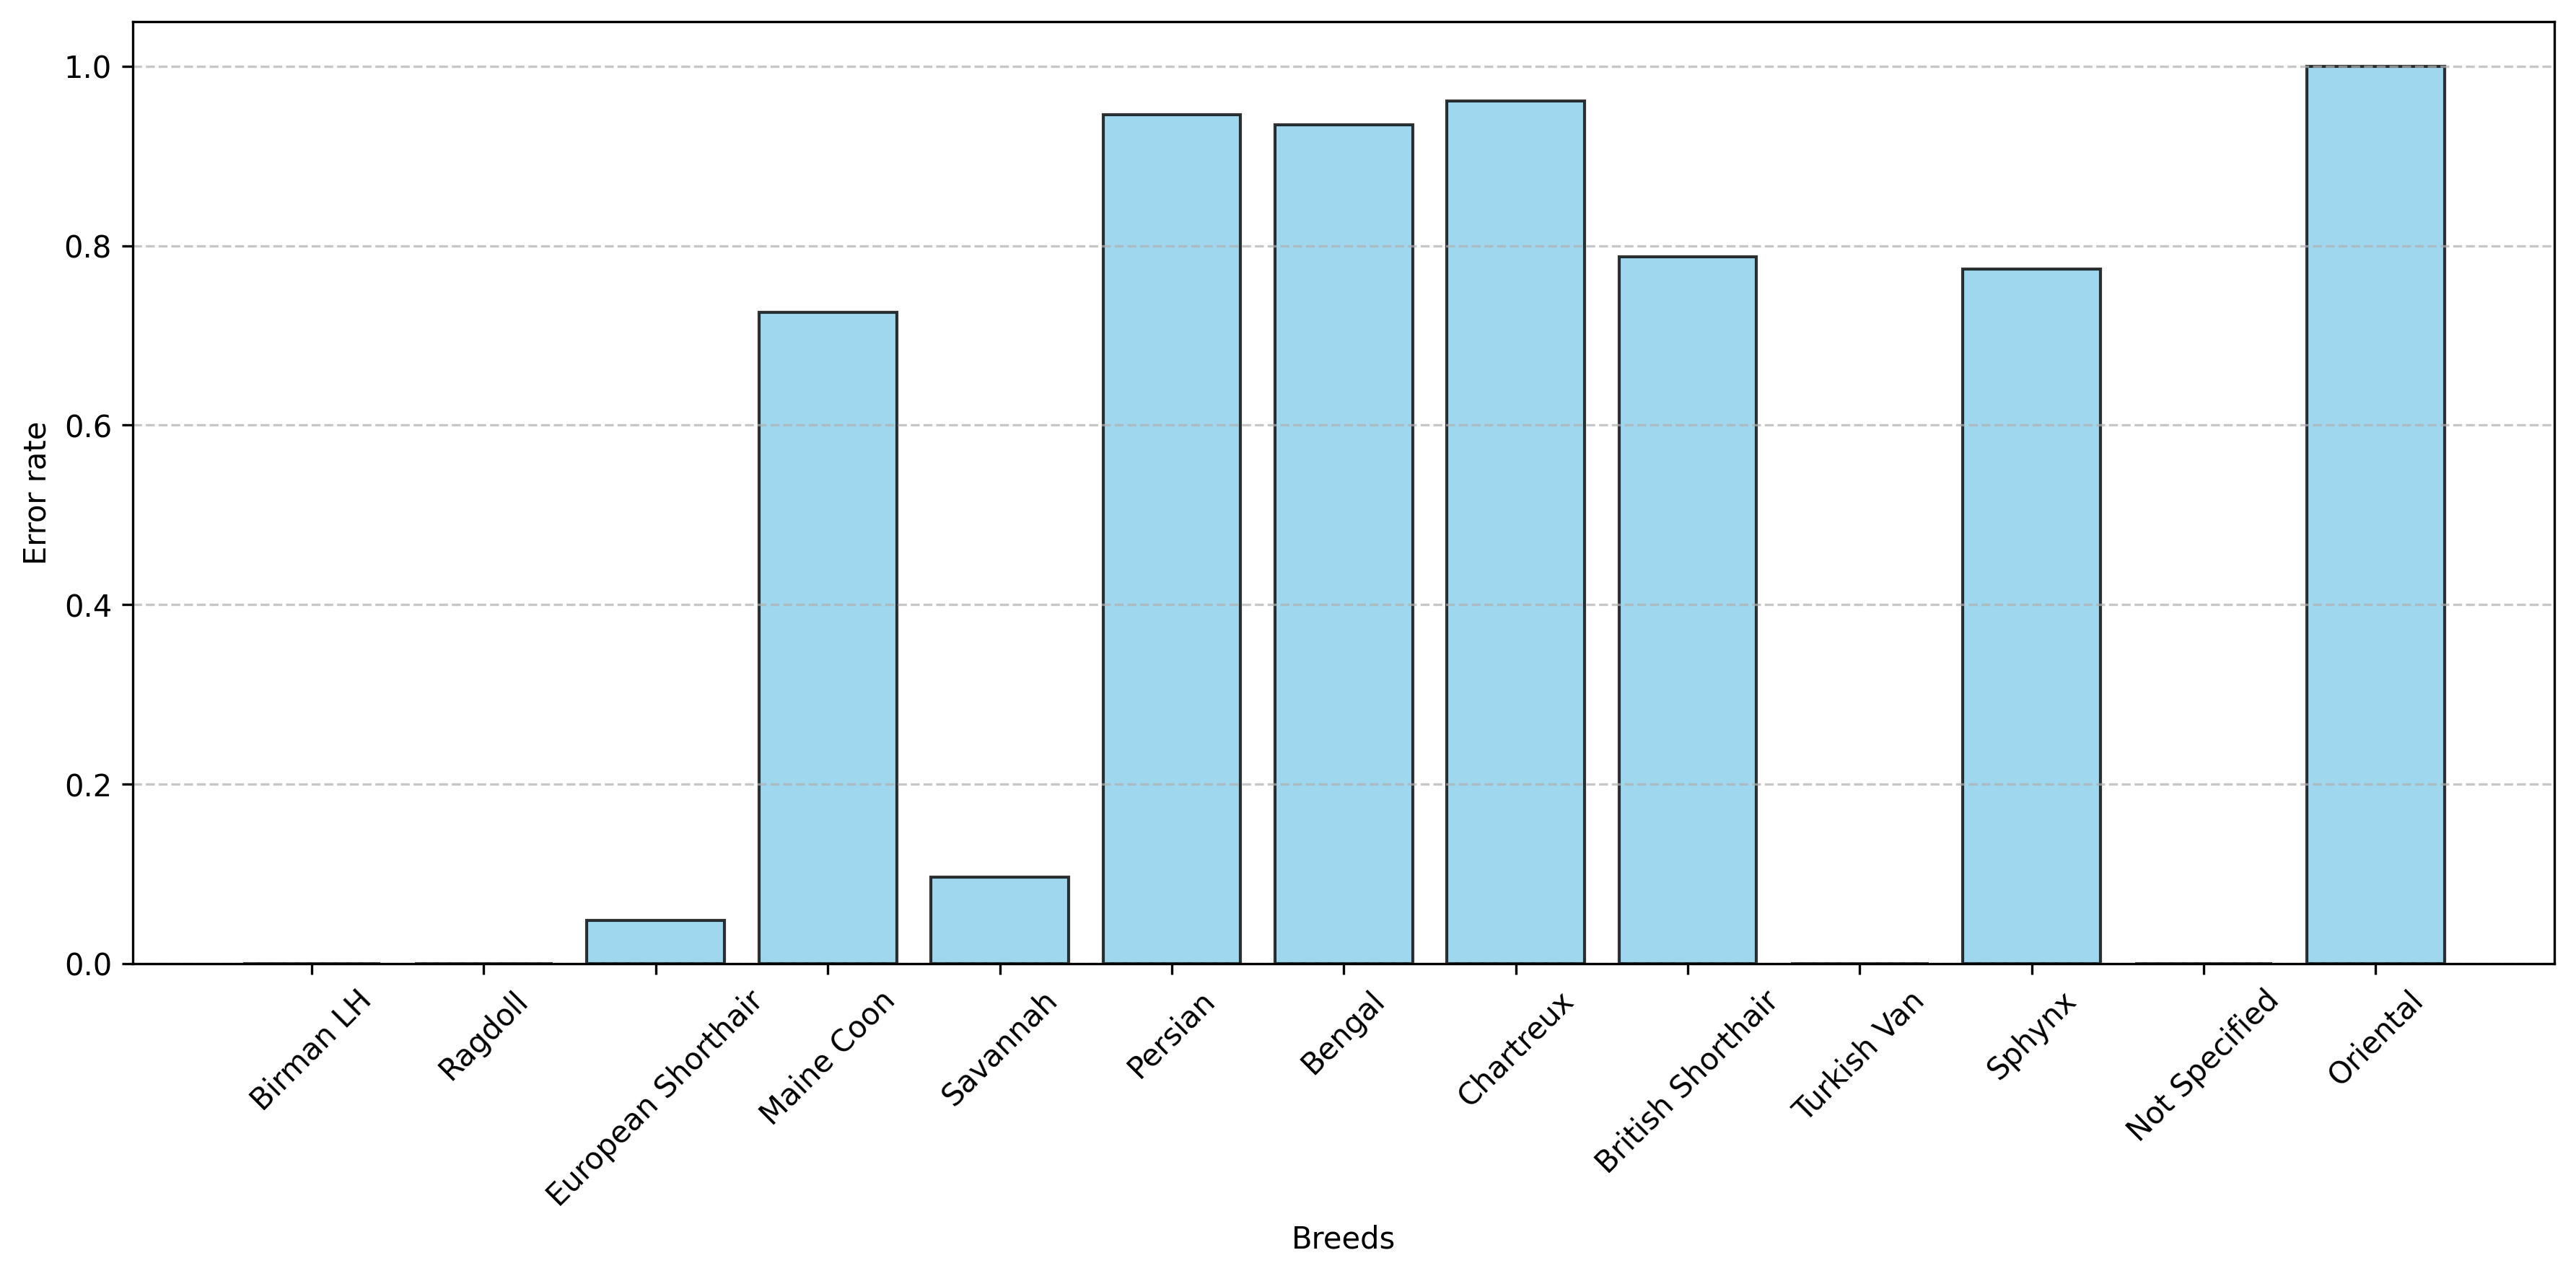 1.0
0.8
0.6
0.4
0.2
0.0
Error rate
Birman LH
Ragdoll
European Shorthair
Maine Coon
Savannah
Persian
Bengal
Chartreux
British Shorthair
Turkish Van
Sphynx
Not Specified
Oriental
Breeds